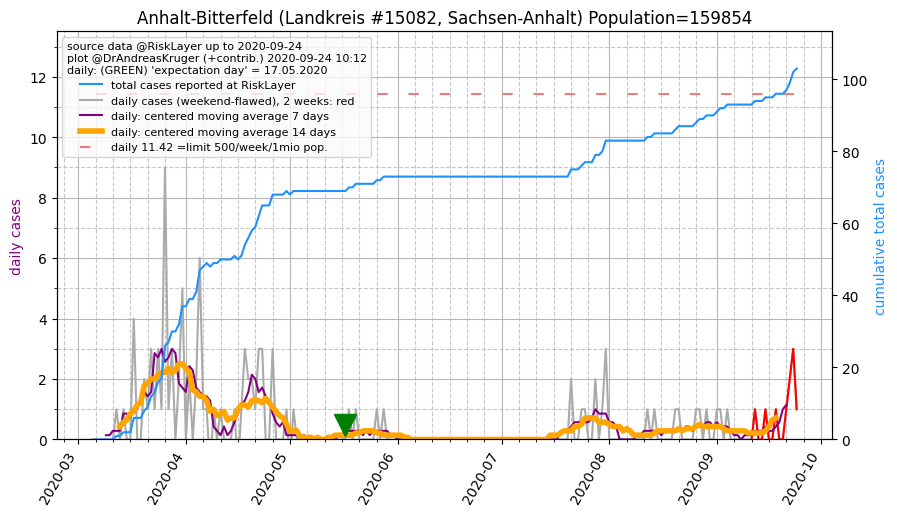 Anhalt-Bitterfeld (Landkreis #15082, Sachsen-Anhalt) Population=159854
source data @RiskLayer up to 2020-09-24
plot @DrAndreasKruger (+contrib.) 2020-09-24 10:12
daily: (GREEN) 'expectation day' = 17.05.2020
total cases reported at RiskLayer
daily cases (weekend-flawed), 2 weeks: red
daily: centered moving average 7 days
daily: centered moving average 14 days
daily 11.42 =limit 500/week/1mio pop.
daily cases
12
10
8
6
4
2
0
cumulative total cases
100
80
60
40
20
0
2020-03
2020-04
2020-05
2020-06
2020-07
2020-08
2020-09
2020-10